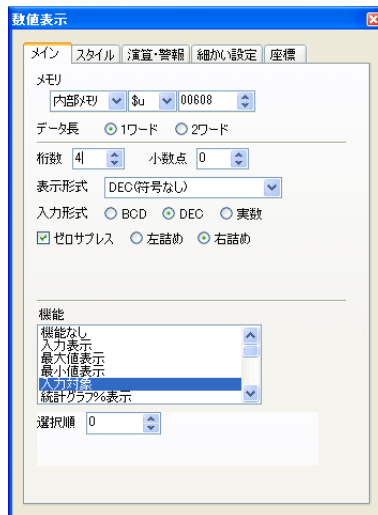 数値表示
メイン スタイル 演算・警報 細かい設定 座標
メモリ
内部メモリ $u 00608
データ長 1ワード 2ワード
桁数 4 小数点 0
表示形式 DEC(符号なし)
入力形式 BCD DEC 実数
ゼロサプレス 左詰め 右詰め
機能
機能なし
入力表示
最大値表示
最小値表示
入力対象
統計グラフ%表示
選択順 0